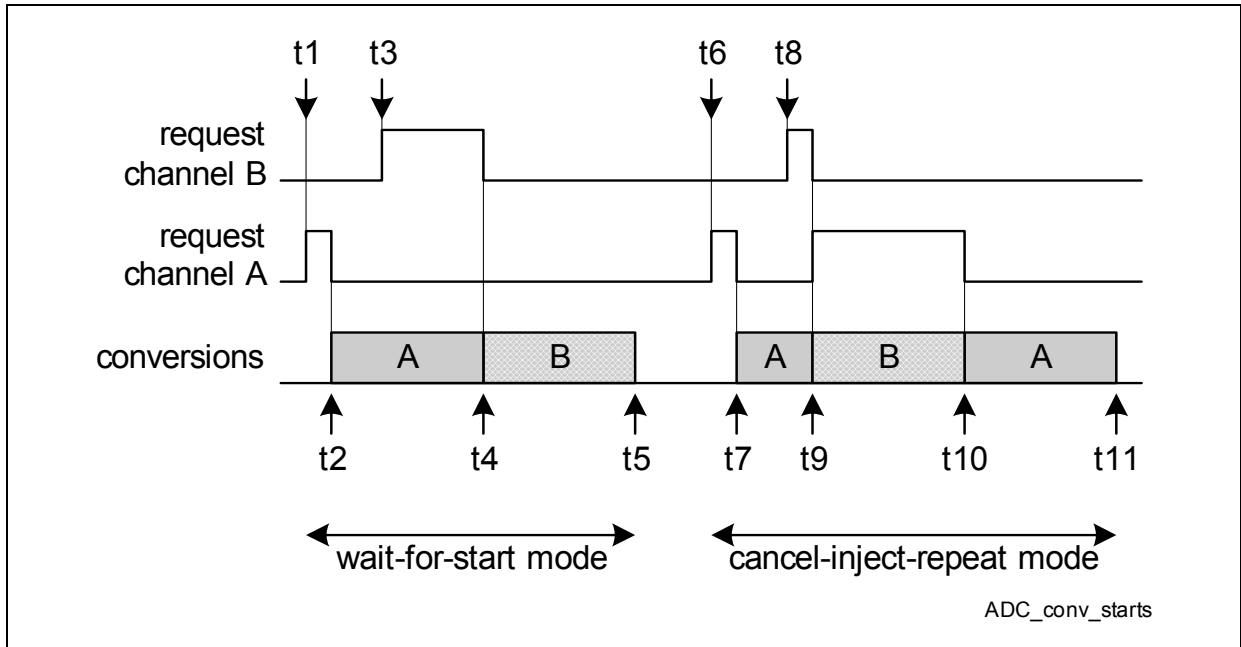 t1 t3 t6 t8
request
channel B
request
channel A
conversions A B A B A
t2 t4 t5 t7 t9 t10 t11
wait-for-start mode cancel-inject-repeat mode
ADC_conv_starts